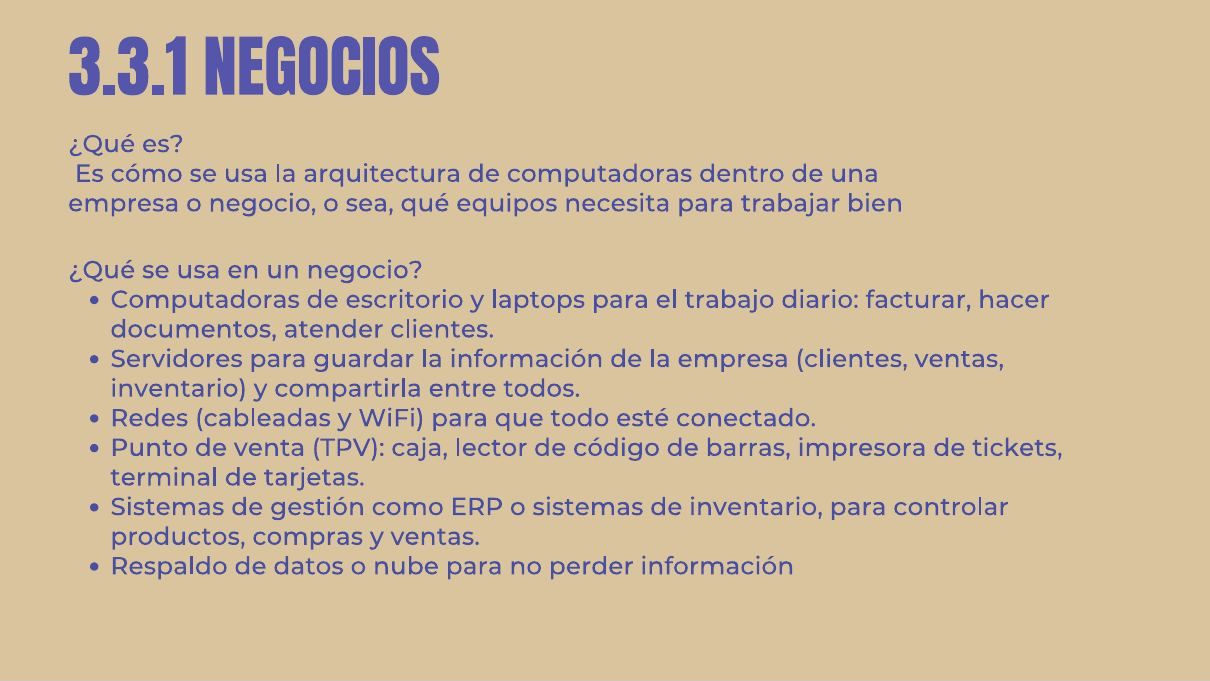 3.3.1 NEGOCIOS
¿Qué es?
Es cómo se usa la arquitectura de computadoras dentro de una
empresa o negocio, o sea, qué equipos necesita para trabajar bien
¿Qué se usa en un negocio?
• Computadoras de escritorio y laptops para el trabajo diario: facturar, hacer
documentos, atender clientes.
• Servidores para guardar la información de la empresa (clientes, ventas,
inventario) y compartirla entre todos.
• Redes (cableadas y WiFi) para que todo esté conectado.
• Punto de venta (TPV): caja, lector de código de barras, impresora de tickets,
terminal de tarjetas.
• Sistemas de gestión como ERP o sistemas de inventario, para controlar
productos, compras y ventas.
• Respaldo de datos o nube para no perder información